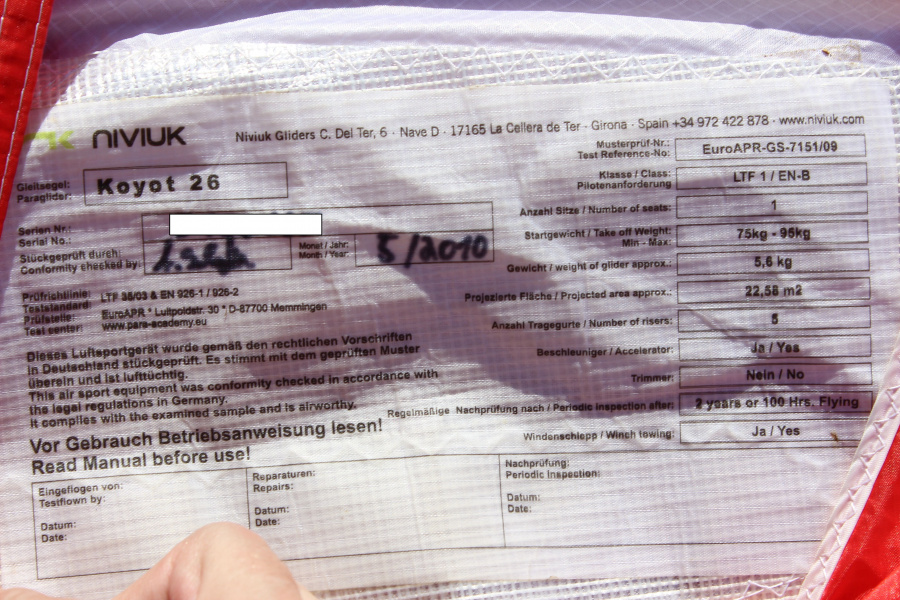 NIVIUK
Niviuk Gliders C. Del Ter, 6 · Nave D · 17165 La Cellera de Ter · Girona · Spain +34 972 422 878 · www.niviuk.com
Gleitsegel:
Paraglider:
Koyot 26
Serien Nr.:
Serial No.:
Stückgeprüft durch:
Conformity checked by:
Monat / Jahr:
Month / Year:
5/2010
Prüfrichtlinie
Teststandard:
LTF 35/03 & EN 926-1 / 926-2
Prüfstelle
Test center:
EuroAPR * Luitpoldstr. 30 * D-87700 Memmingen
www.para-academy.eu
Dieses Luftsportgerät wurde gemäß den rechtlichen Vorschriften
in Deutschland stückgeprüft. Es stimmt mit dem geprüften Muster
überein und ist lufttüchtig.
This air sport equipment was conformity checked in accordance with
the legal regulations in Germany.
It complies with the examined sample and is airworthy.
Vor Gebrauch Betriebsanweisung lesen!
Read Manual before use!
Musterprüf-Nr.:
Test Reference-No:
EuroAPR-GS-7151/09
Klasse / Class:
Pilotenanforderung
LTF 1 / EN-B
Anzahl Sitze / Number of seats:
1
Startgewicht / Take off Weight:
Min - Max:
75kg - 95kg
Gewicht / weight of glider approx.:
5,6 kg
Projezierte Fläche / Projected area approx.:
22,58 m2
Anzahl Tragegurte / Number of risers:
Beschleuniger / Accelerator:
Ja / Yes
Trimmer:
Nein / No
Regelmäßige Nachprüfung nach / Periodic inspection after:
2 years or 100 Hrs. Flying
Windenschlepp / Winch towing:
Ja / Yes
Eingeflogen von:
Testflown by:
Datum:
Date:
Reparaturen:
Repairs:
Datum:
Date:
Nachprüfung:
Periodic Inspection:
Datum:
Date: